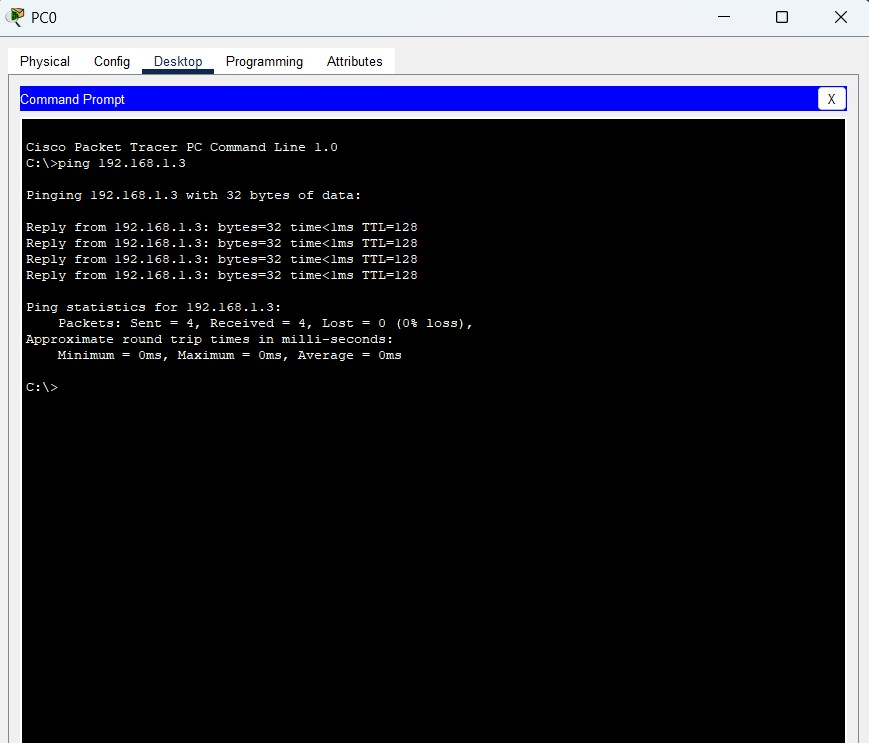 PC0
Physical Config Desktop Programming Attributes
Command Prompt X
Cisco Packet Tracer PC Command Line 1.0
C:\>ping 192.168.1.3
Pinging 192.168.1.3 with 32 bytes of data:
Reply from 192.168.1.3: bytes=32 time<1ms TTL=128
Reply from 192.168.1.3: bytes=32 time<1ms TTL=128
Reply from 192.168.1.3: bytes=32 time<1ms TTL=128
Reply from 192.168.1.3: bytes=32 time<1ms TTL=128
Ping statistics for 192.168.1.3:
Packets: Sent = 4, Received = 4, Lost = 0 (0% loss),
Approximate round trip times in milli-seconds:
Minimum = 0ms, Maximum = 0ms, Average = 0ms
C:\>